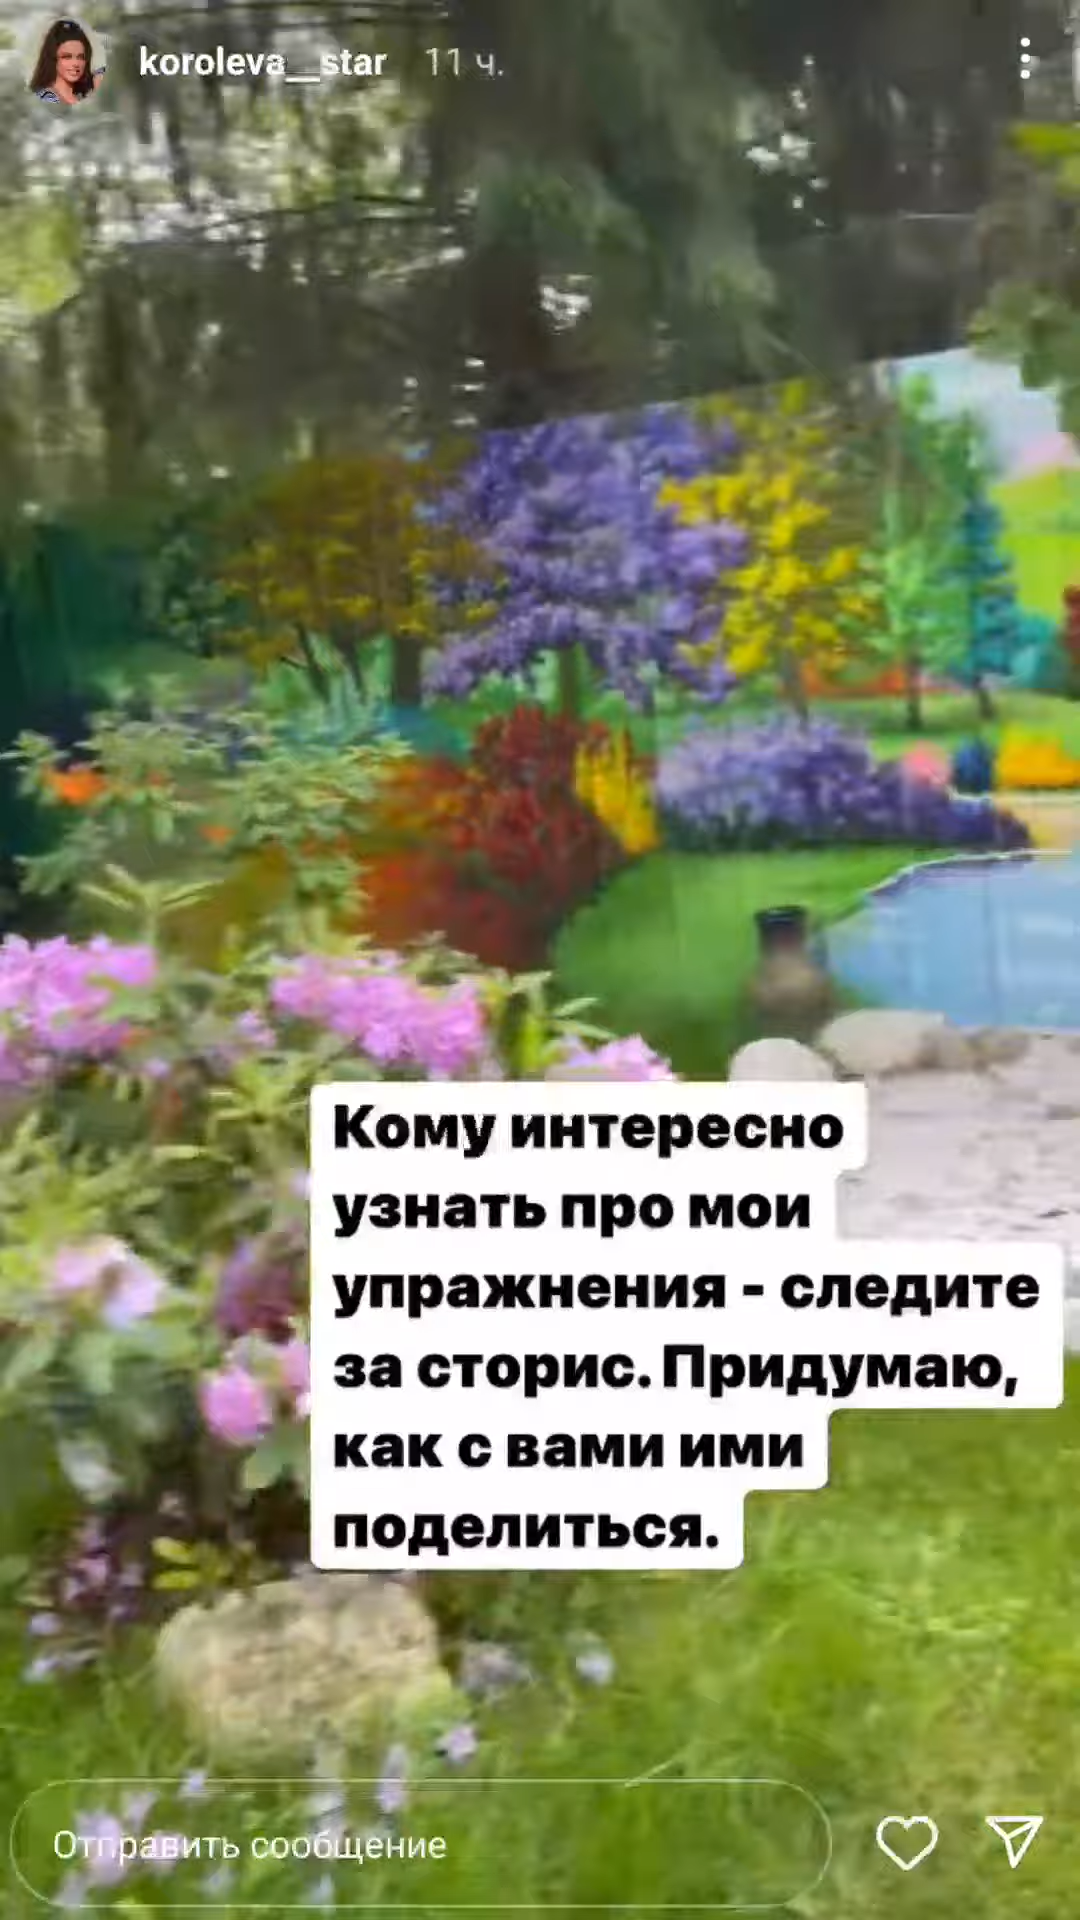 koroleva__star 11 ч.
Кому интересно
узнать про мои
упражнения - следите
за сторис. Придумаю,
как с вами ими
поделиться.
Отправить сообщение